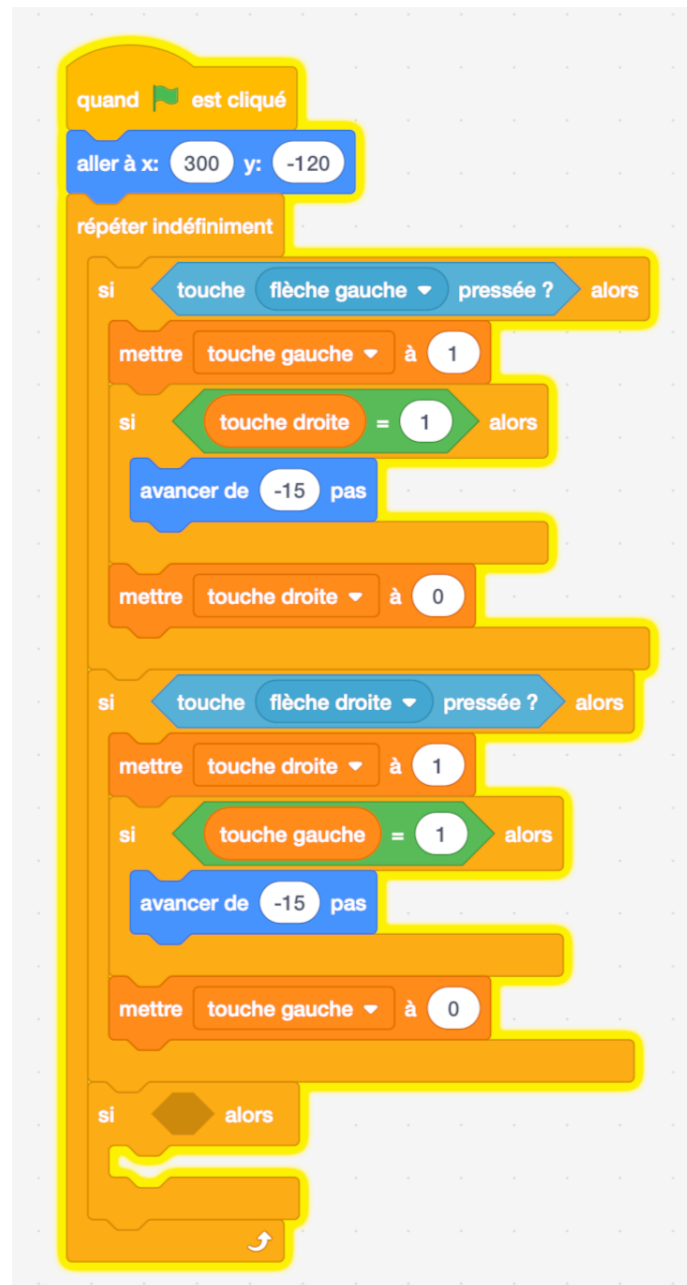 quand est cliqué
aller à x: 300 y: -120
répéter indéfiniment
si touche flèche gauche pressée ? alors
mettre touche gauche à 1
si touche droite = 1 alors
avancer de -15 pas
mettre touche droite à 0
si touche flèche droite pressée ? alors
mettre touche droite à 1
si touche gauche = 1 alors
avancer de -15 pas
mettre touche gauche à 0
si alors